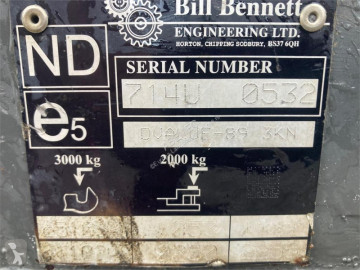 Bill Bennett
ENGINEERING LTD.
HORTON, CHIPPING SODBURY, BS37 6QH
ND
SERIAL NUMBER
714U 0532
e5
3KN
3000 kg
2000 kg